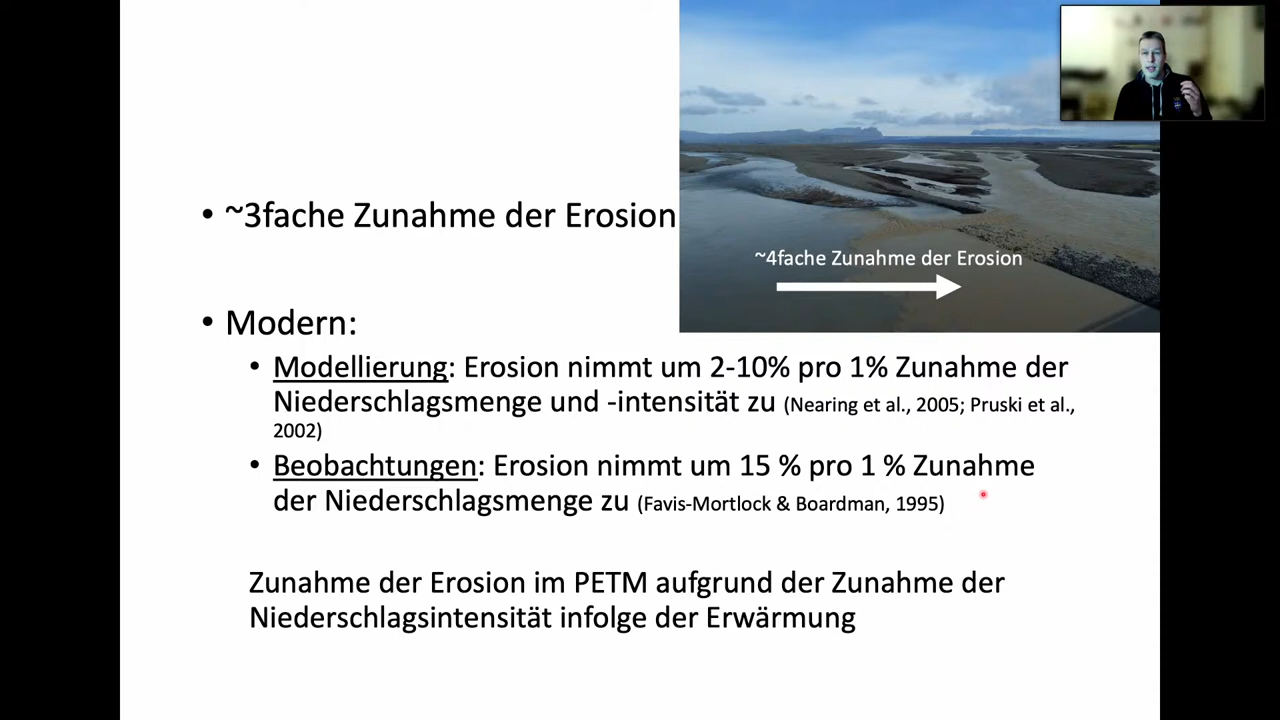 • ~3fache Zunahme der Erosion
~4fache Zunahme der Erosion
• Modern:
• Modellierung: Erosion nimmt um 2-10% pro 1% Zunahme der
Niederschlagsmenge und -intensität zu (Nearing et al., 2005; Pruski et al.,
2002)
• Beobachtungen: Erosion nimmt um 15 % pro 1 % Zunahme
der Niederschlagsmenge zu (Favis-Mortlock & Boardman, 1995)
Zunahme der Erosion im PETM aufgrund der Zunahme der
Niederschlagsintensität infolge der Erwärmung